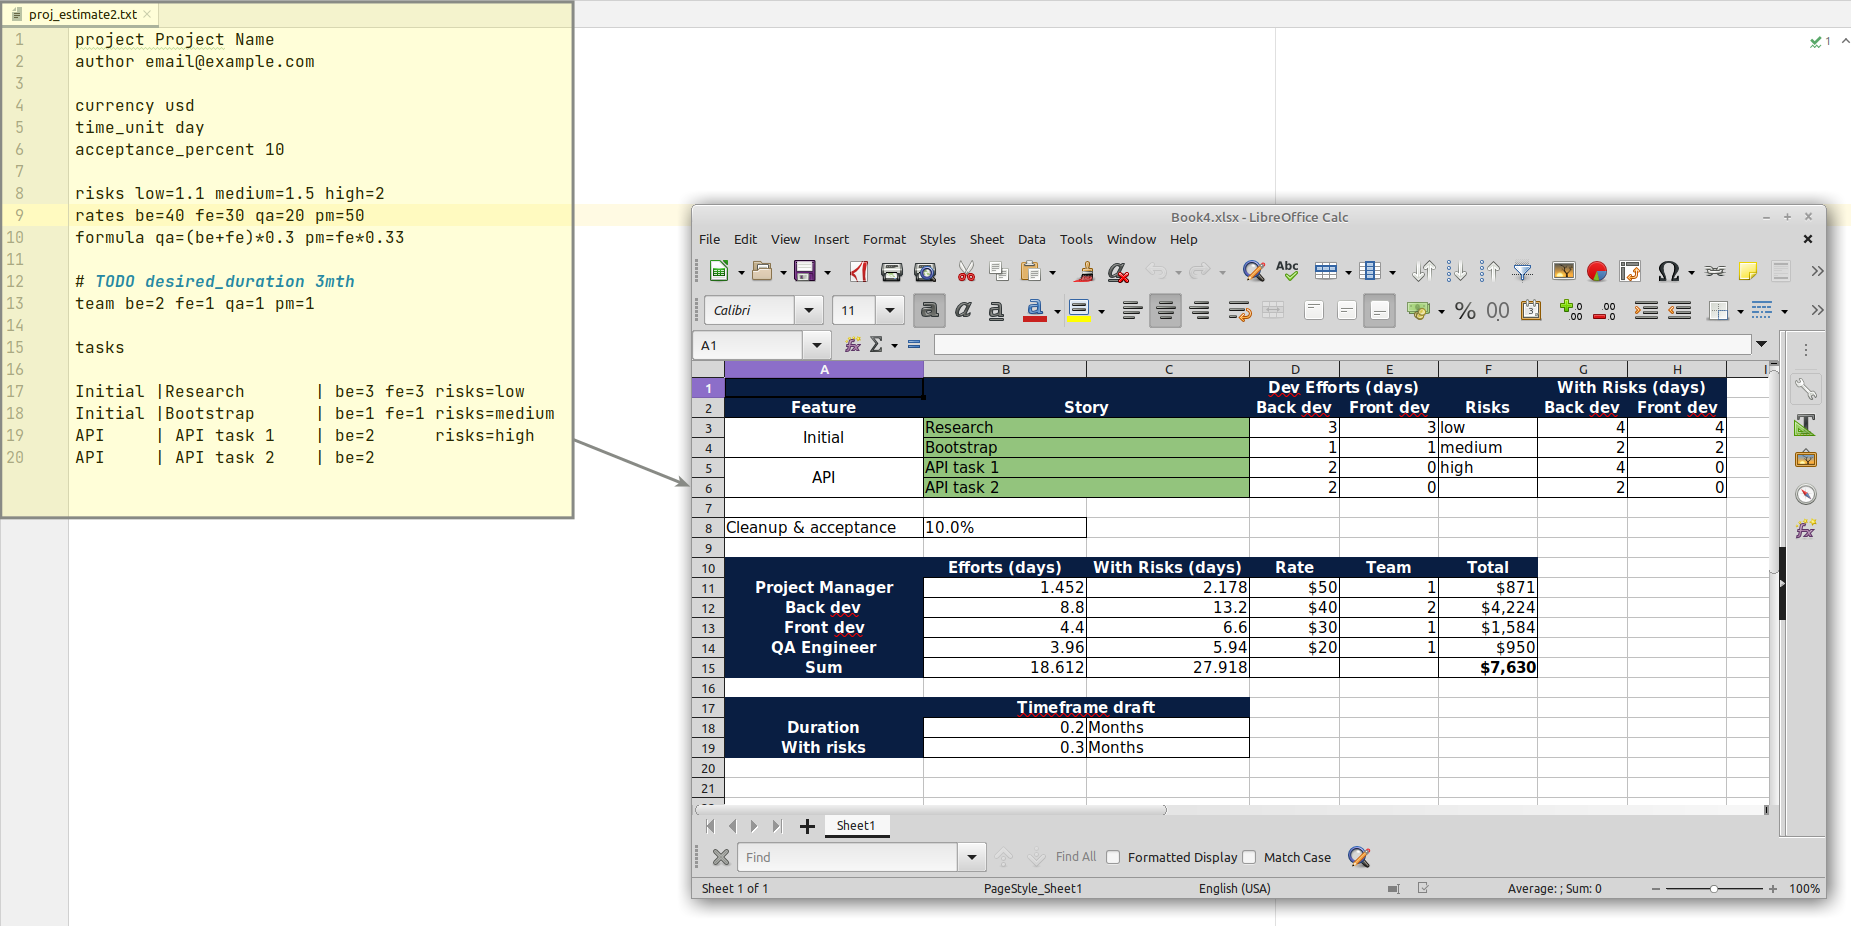 proj_estimate2.txt
1 project Project Name
2 author email@example.com
3
4 currency usd
5 time_unit day
6 acceptance_percent 10
7
8 risks low=1.1 medium=1.5 high=2
9 rates be=40 fe=30 qa=20 pm=50
10 formula qa=(be+fe)*0.3 pm=fe*0.33
11
12 # TODO desired_duration 3mth
13 team be=2 fe=1 qa=1 pm=1
14
15 tasks
16
17 Initial |Research | be=3 fe=3 risks=low
18 Initial |Bootstrap | be=1 fe=1 risks=medium
19 API | API task 1 | be=2 risks=high
20 API | API task 2 | be=2
1
Book4.xlsx - LibreOffice Calc
File Edit View Insert Format Styles Sheet Data Tools Window Help
Abc
Calibri 11
A1
A B C D E F G H I
1 Dev Efforts (days) With Risks (days)
2 Feature Story Back dev Front dev Risks Back dev Front dev
3 Initial Research 3 3 low 4 4
4 Bootstrap 1 1 medium 2 2
5 API API task 1 2 0 high 4 0
6 API task 2 2 0 2 0
7
8 Cleanup & acceptance 10.0%
9
10 Efforts (days) With Risks (days) Rate Team Total
11 Project Manager 1.452 2.178 $50 1 $871
12 Back dev 8.8 13.2 $40 2 $4,224
13 Front dev 4.4 6.6 $30 1 $1,584
14 QA Engineer 3.96 5.94 $20 1 $950
15 Sum 18.612 27.918 $7,630
16
17 Timeframe draft
18 Duration 0.2 Months
19 With risks 0.3 Months
20
21
Sheet1
Find Find All Formatted Display Match Case
Sheet 1 of 1 PageStyle_Sheet1 English (USA) Average: ; Sum: 0 100%